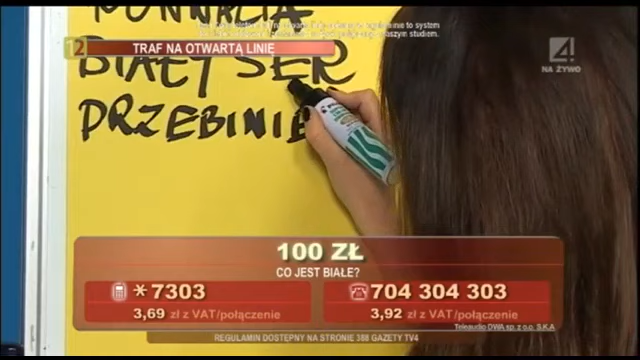 12
TRAF NA OTWARTĄ LINIĘ
4!
NA ŻYWO
BIAŁY SER
PRZEBIŚNIE
100 ZŁ
CO JEST BIAŁE?
*7303
3,69 zł z VAT/połączenie
704 304 303
3,92 zł z VAT/połączenie
Teleaudio DWA sp. z o.o. S.K.A
REGULAMIN DOSTĘPNY NA STRONIE 388 GAZETY TV4